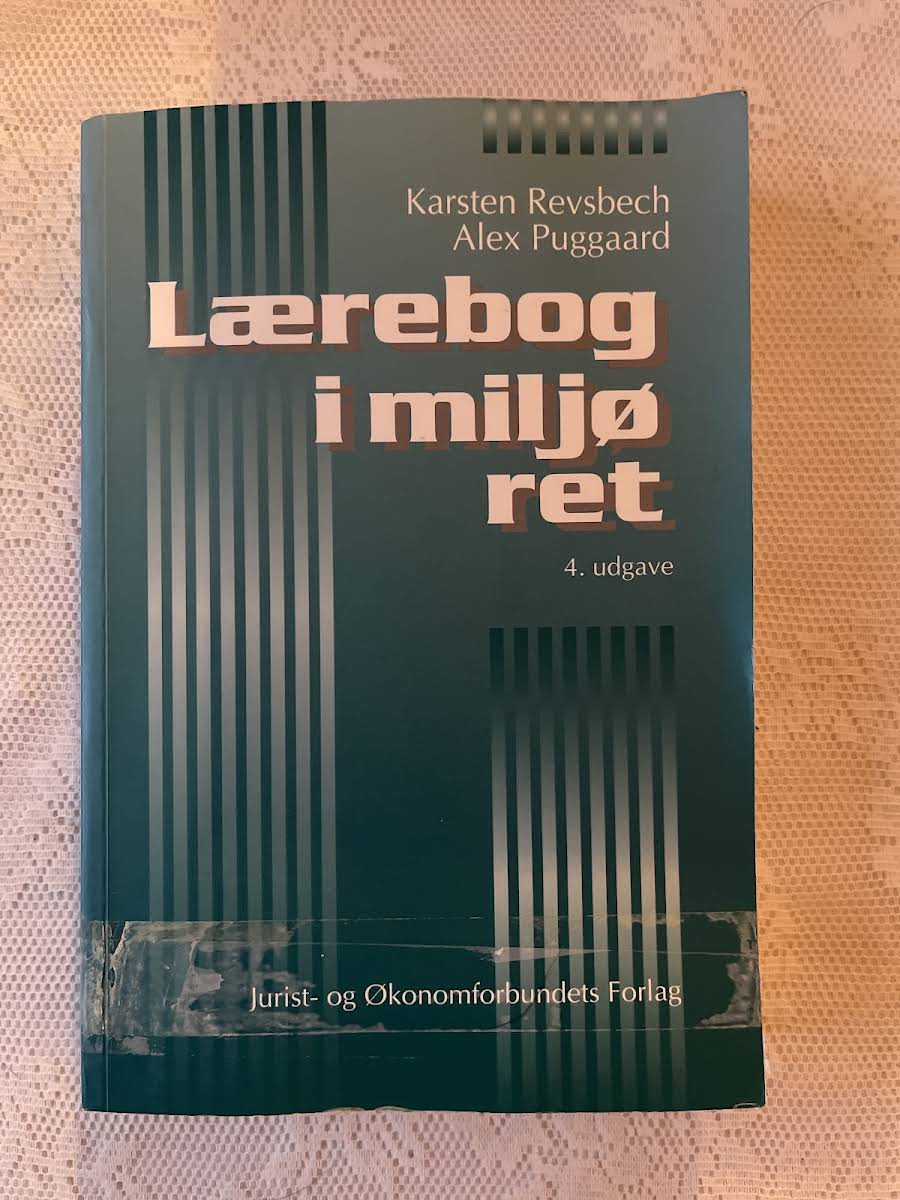 Karsten Revsbech
Alex Puggaard
Lærebog
i miljø
ret
4. udgave
Jurist- og Økonomforbundets Forlag